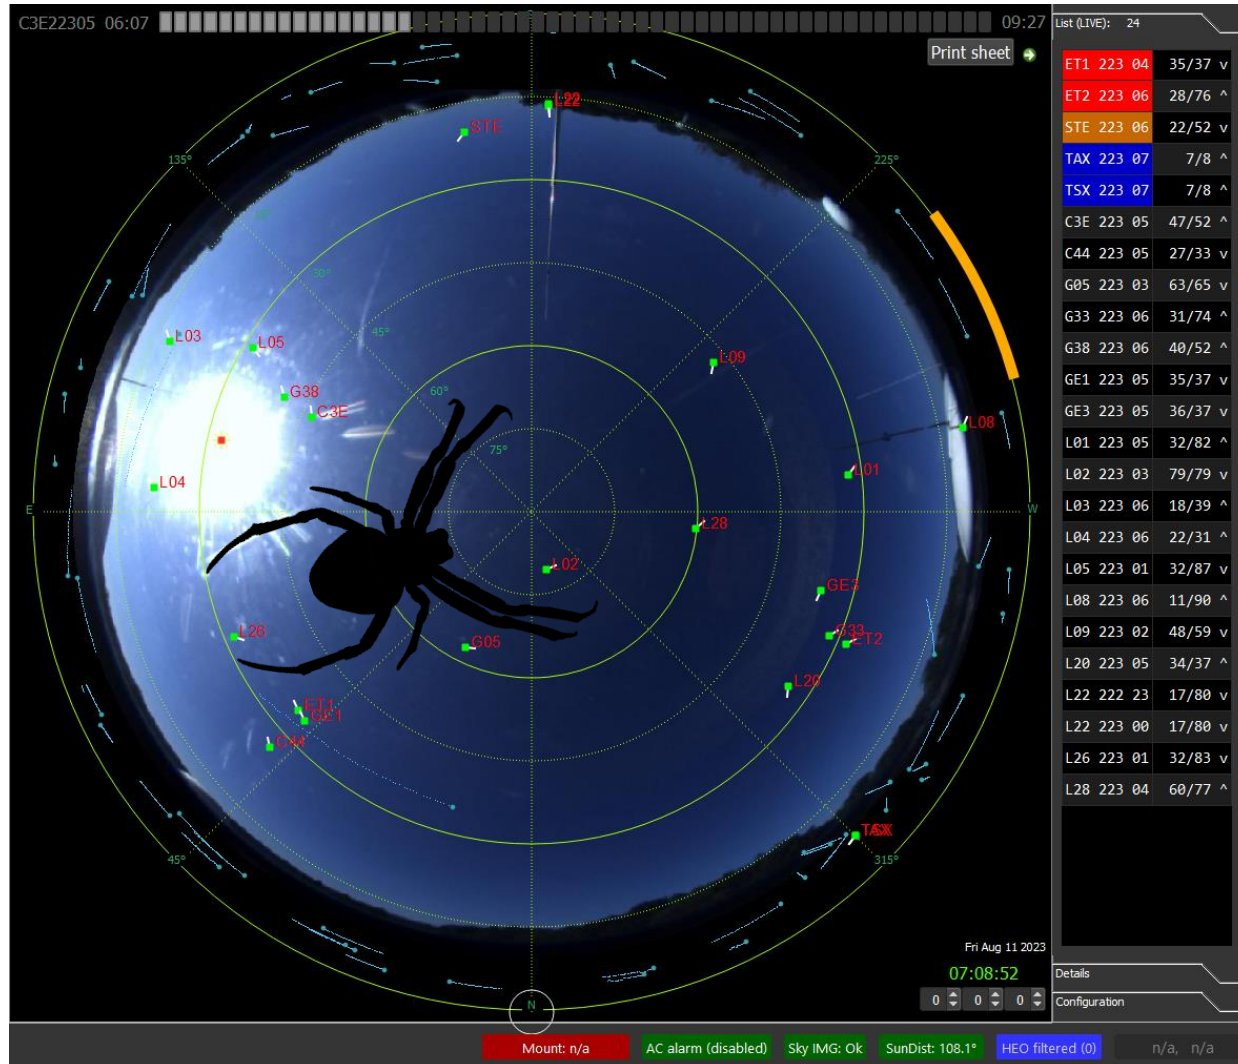 C3E22305 06:07
09:27
Print sheet
List (LIVE): 24
ET1 223 04 35/37 v
ET2 223 06 28/76 ^
STE 223 06 22/52 v
TAX 223 07 7/8 ^
TSX 223 07 7/8 ^
C3E 223 05 47/52 ^
C44 223 05 27/33 v
G05 223 03 63/65 v
G33 223 06 31/74 ^
G38 223 06 40/52 ^
GE1 223 05 35/37 v
GE3 223 05 36/37 v
L01 223 05 32/82 ^
L02 223 03 79/79 v
L03 223 06 18/39 ^
L04 223 06 22/31 ^
L05 223 01 32/87 v
L08 223 06 11/90 ^
L09 223 02 48/59 v
L20 223 05 34/37 ^
L22 222 23 17/80 v
L22 223 00 17/80 v
L26 223 01 32/83 v
L28 223 04 60/77 ^
L22
STE
135°
225°
30°
L03
L05
45°
L09
G38
60°
C3E
L08
75°
L01
L04
E
W
L28
L02
GE3
L26
G05
G33
ET2
L20
ET1
GE1
C44
45°
315°
N
Fri Aug 11 2023
07:08:52
0 0 0
Details
Configuration
Mount: n/a
AC alarm (disabled)
Sky IMG: Ok
SunDist: 108.1°
HEO filtered (0)
n/a, n/a